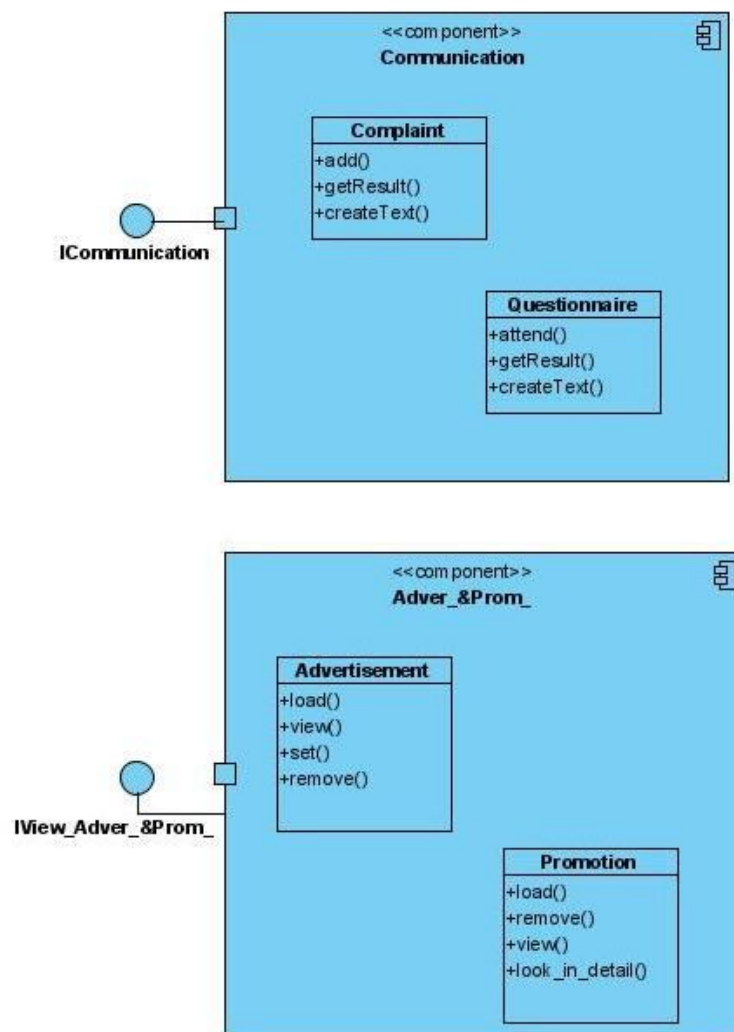 <<component>>
Communication
Complaint
+add()
+getResult()
+createText()
ICommunication
Questionnaire
+attend()
+getResult()
+createText()
<<component>>
Adver_&Prom_
Advertisement
+load()
+view()
+set()
+remove()
IView_Adver_&Prom_
Promotion
+load()
+remove()
+view()
+look_in_detail()